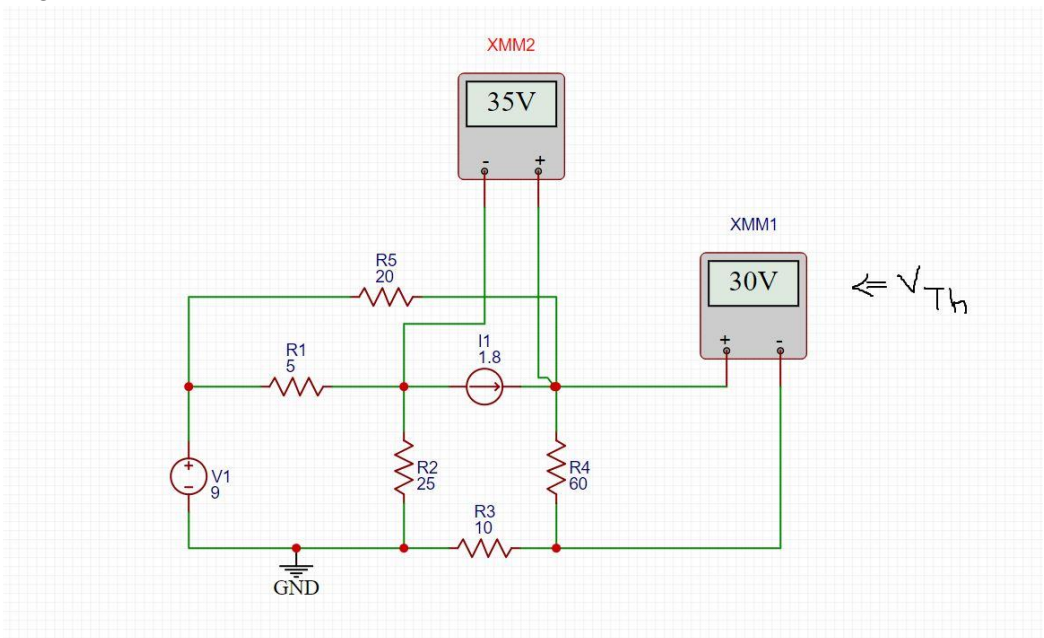 XMM2
35V
- +
XMM1
30V
⇐ V_Th
+ -
R5
20
R1
5
I1
1.8
+
-
V1
9
R2
25
R4
60
R3
10
GND